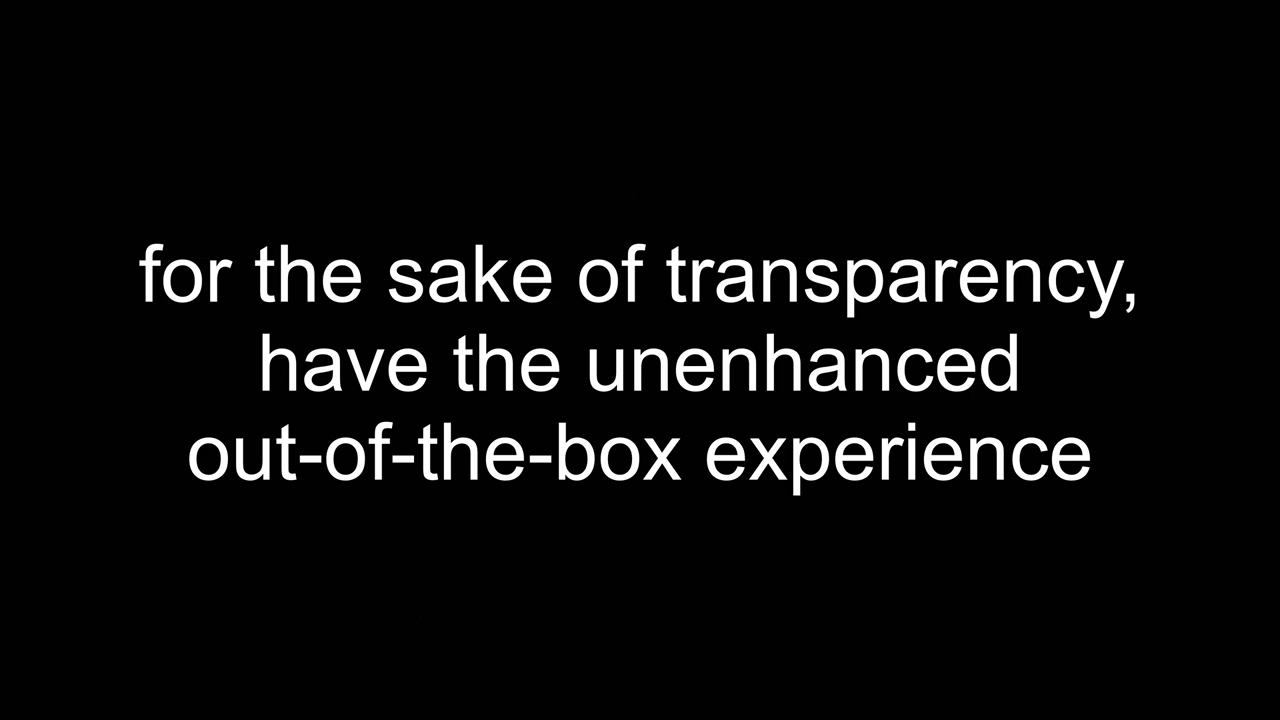 for the sake of transparency,
have the unenhanced
out-of-the-box experience